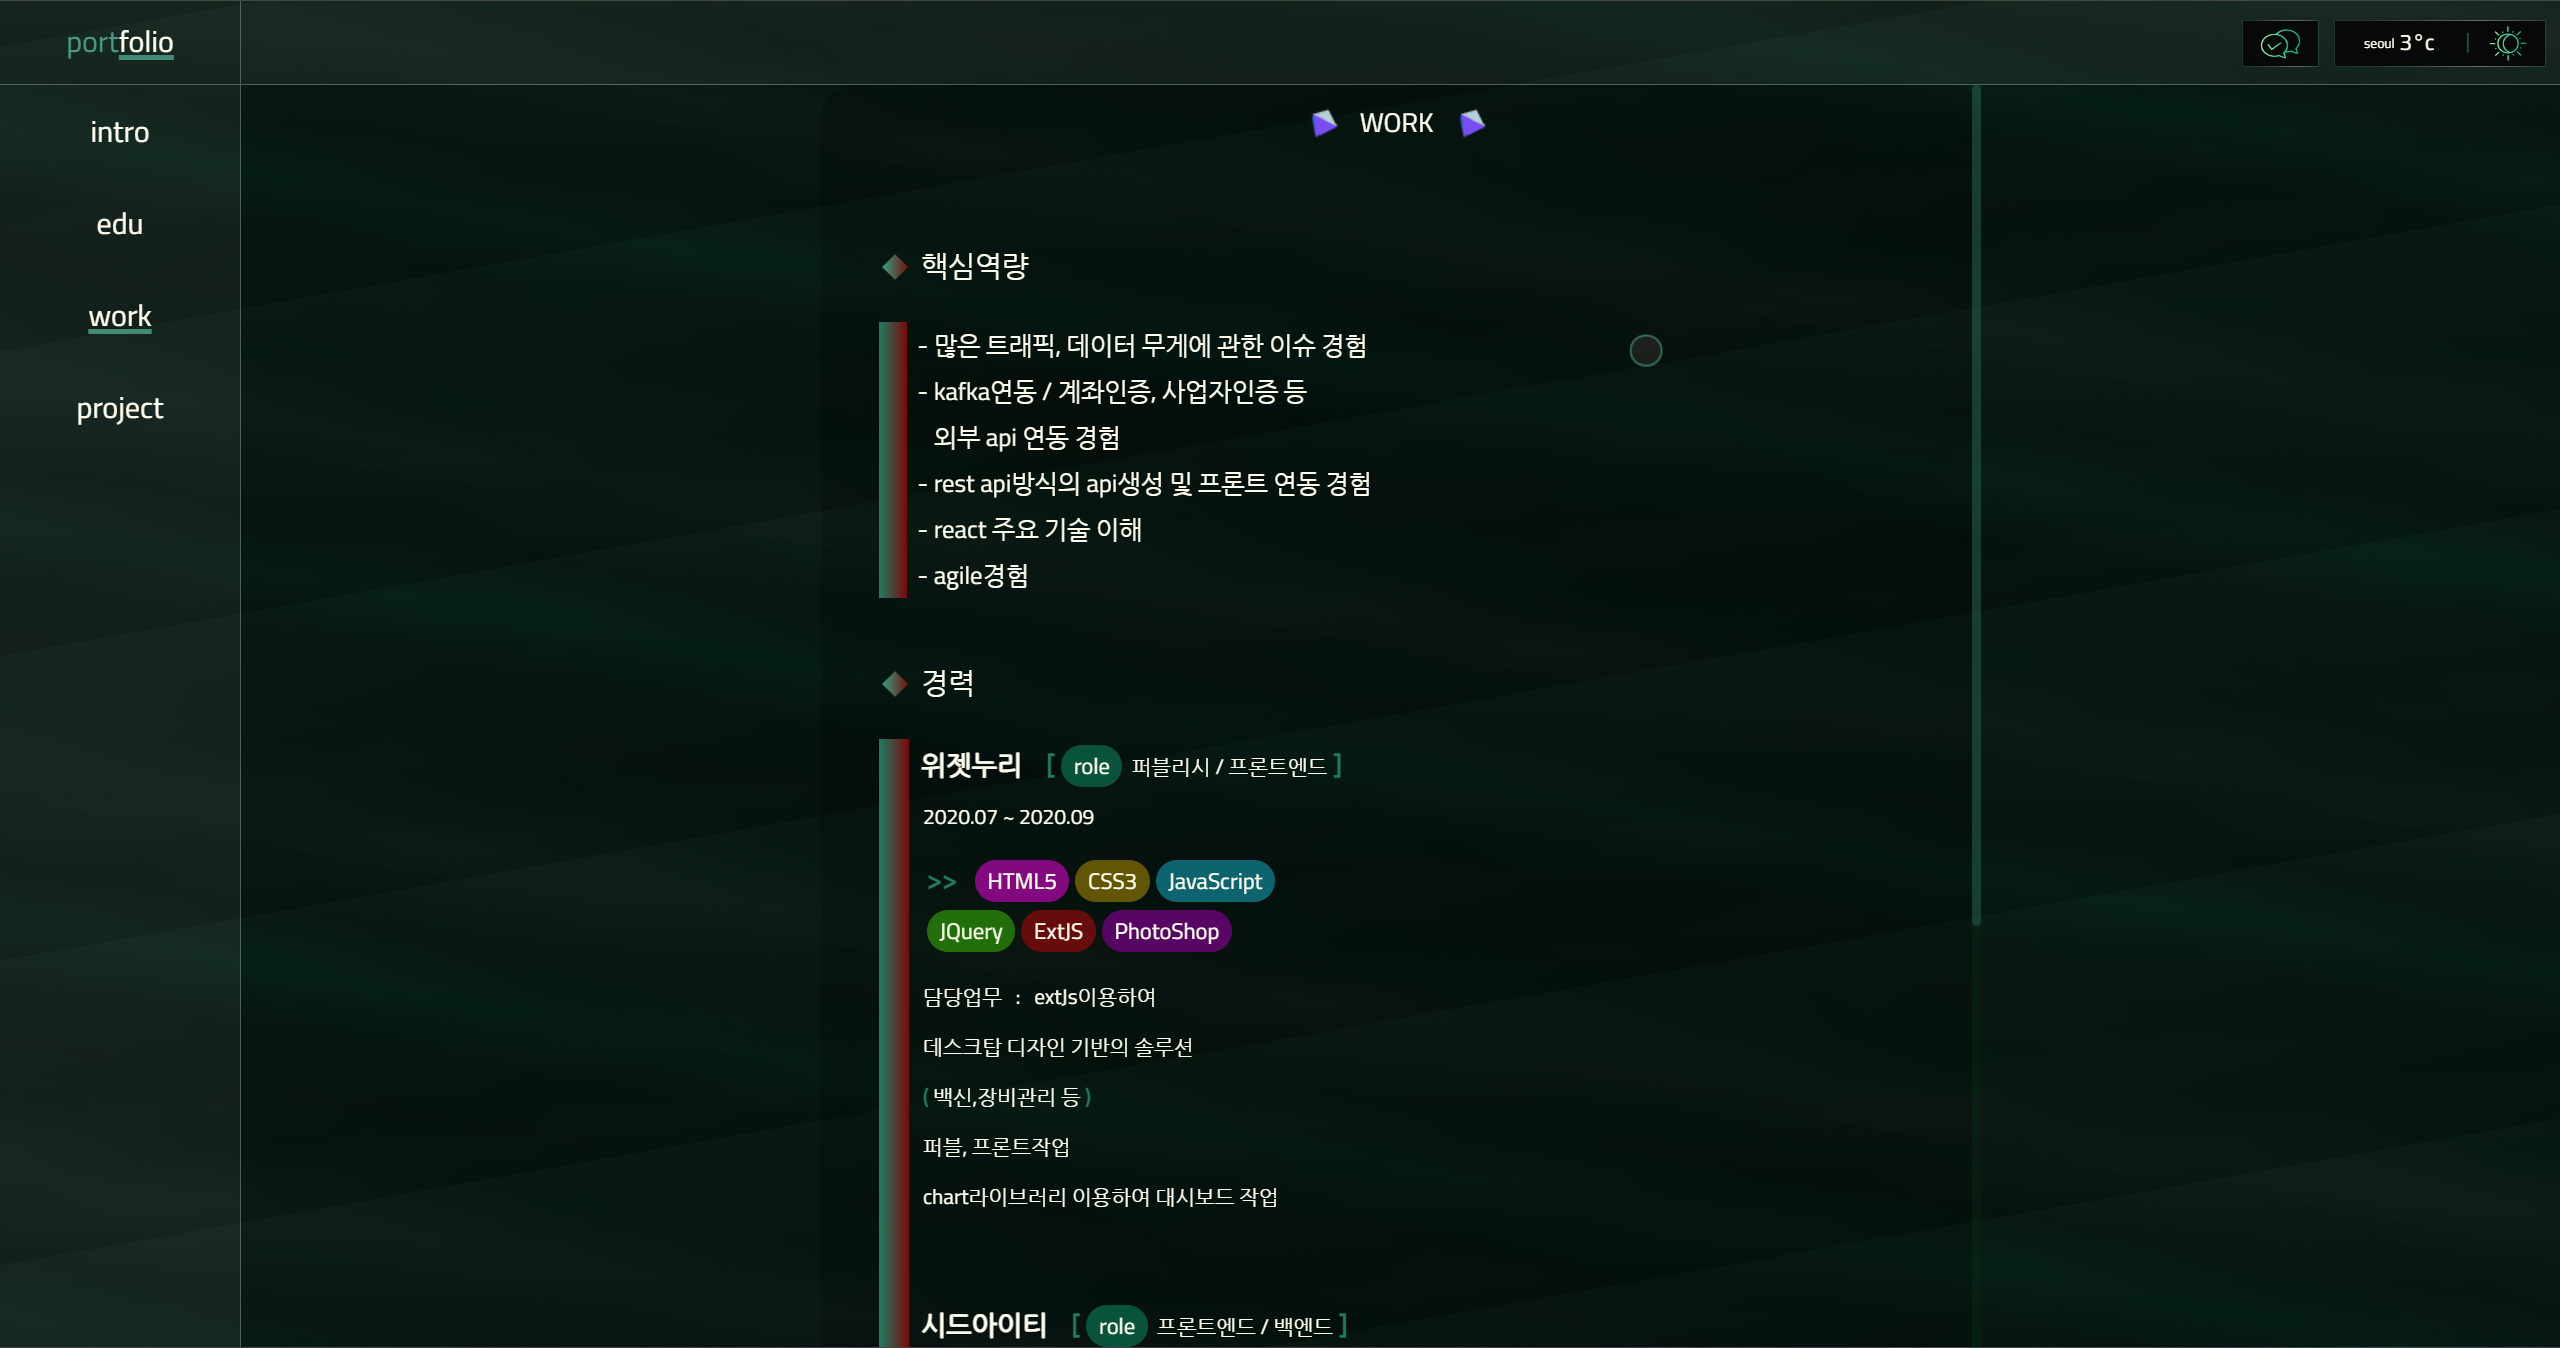 portfolio
seoul 3°c
intro
edu
work
project
WORK
핵심역량
- 많은 트래픽, 데이터 무게에 관한 이슈 경험
- kafka연동 / 계좌인증, 사업자인증 등
외부 api 연동 경험
- rest api방식의 api생성 및 프론트 연동 경험
- react 주요 기술 이해
- agile경험
경력
위젯누리 [ role 퍼블리시 / 프론트엔드 ]
2020.07 ~ 2020.09
>> HTML5 CSS3 JavaScript
JQuery ExtJS PhotoShop
담당업무 : extJs이용하여
데스크탑 디자인 기반의 솔루션
( 백신,장비관리 등 )
퍼블, 프론트작업
chart라이브러리 이용하여 대시보드 작업
시드아이티 [ role 프론트엔드 / 백엔드 ]